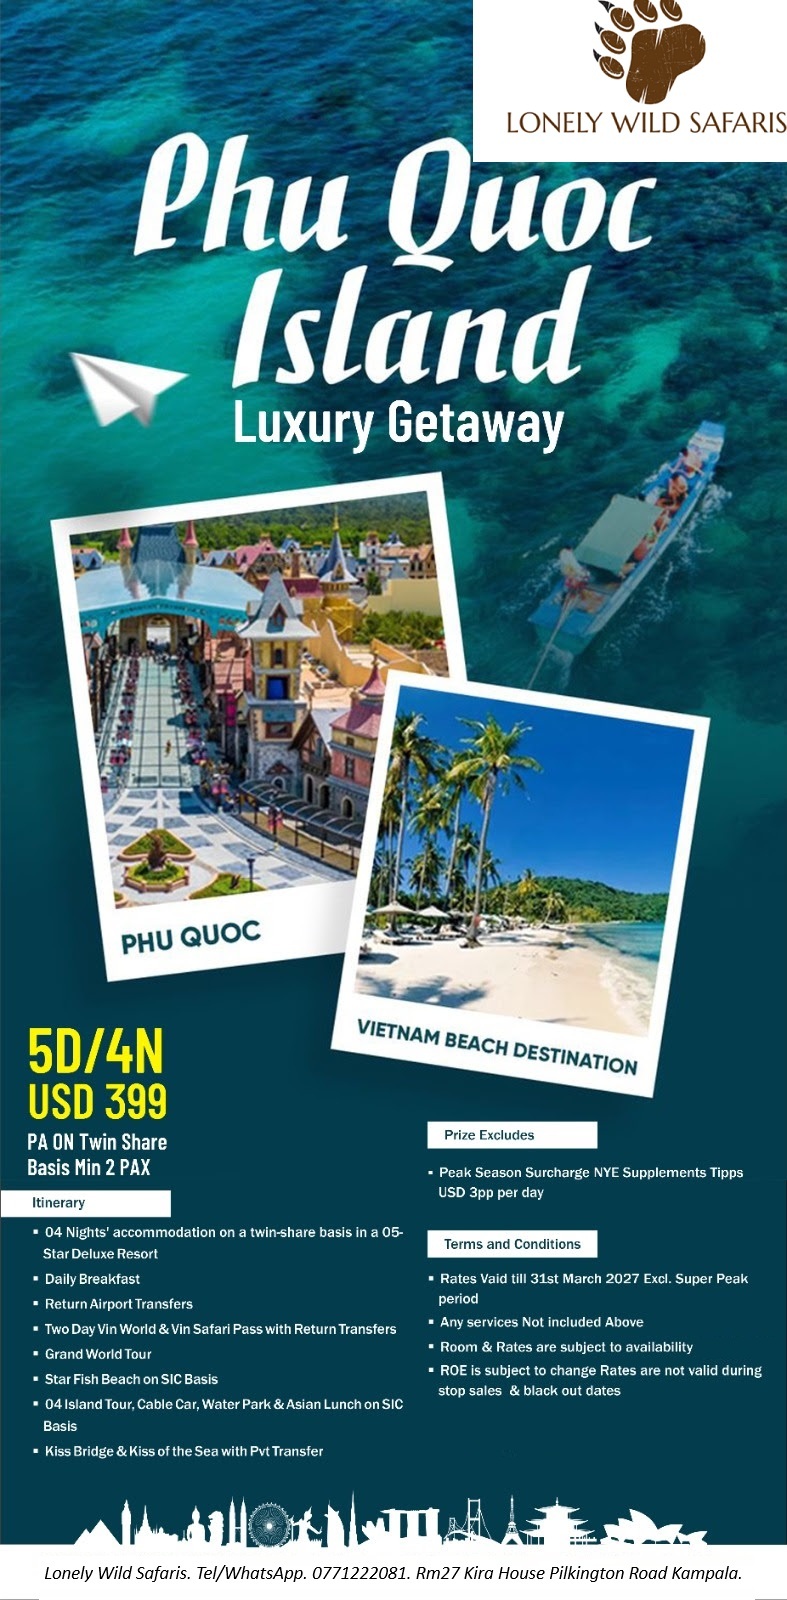 LONELY WILD SAFARIS
Phu Quoc
Island
Luxury Getaway
PHU QUOC
VIETNAM BEACH DESTINATION
5D/4N
USD 399
PA ON Twin Share
Basis Min 2 PAX
Itinerary
▪ 04 Nights' accommodation on a twin-share basis in a 05-
Star Deluxe Resort
▪ Daily Breakfast
▪ Return Airport Transfers
▪ Two Day Vin World & Vin Safari Pass with Return Transfers
▪ Grand World Tour
▪ Star Fish Beach on SIC Basis
▪ 04 Island Tour, Cable Car, Water Park & Asian Lunch on SIC
Basis
▪ Kiss Bridge & Kiss of the Sea with Pvt Transfer
Prize Excludes
▪ Peak Season Surcharge NYE Supplements Tipps
USD 3pp per day
Terms and Conditions
▪ Rates Vaid till 31st March 2027 Excl. Super Peak
period
▪ Any services Not included Above
▪ Room & Rates are subject to availability
▪ ROE is subject to change Rates are not valid during
stop sales & black out dates
Lonely Wild Safaris. Tel/WhatsApp. 0771222081. Rm27 Kira House Pilkington Road Kampala.